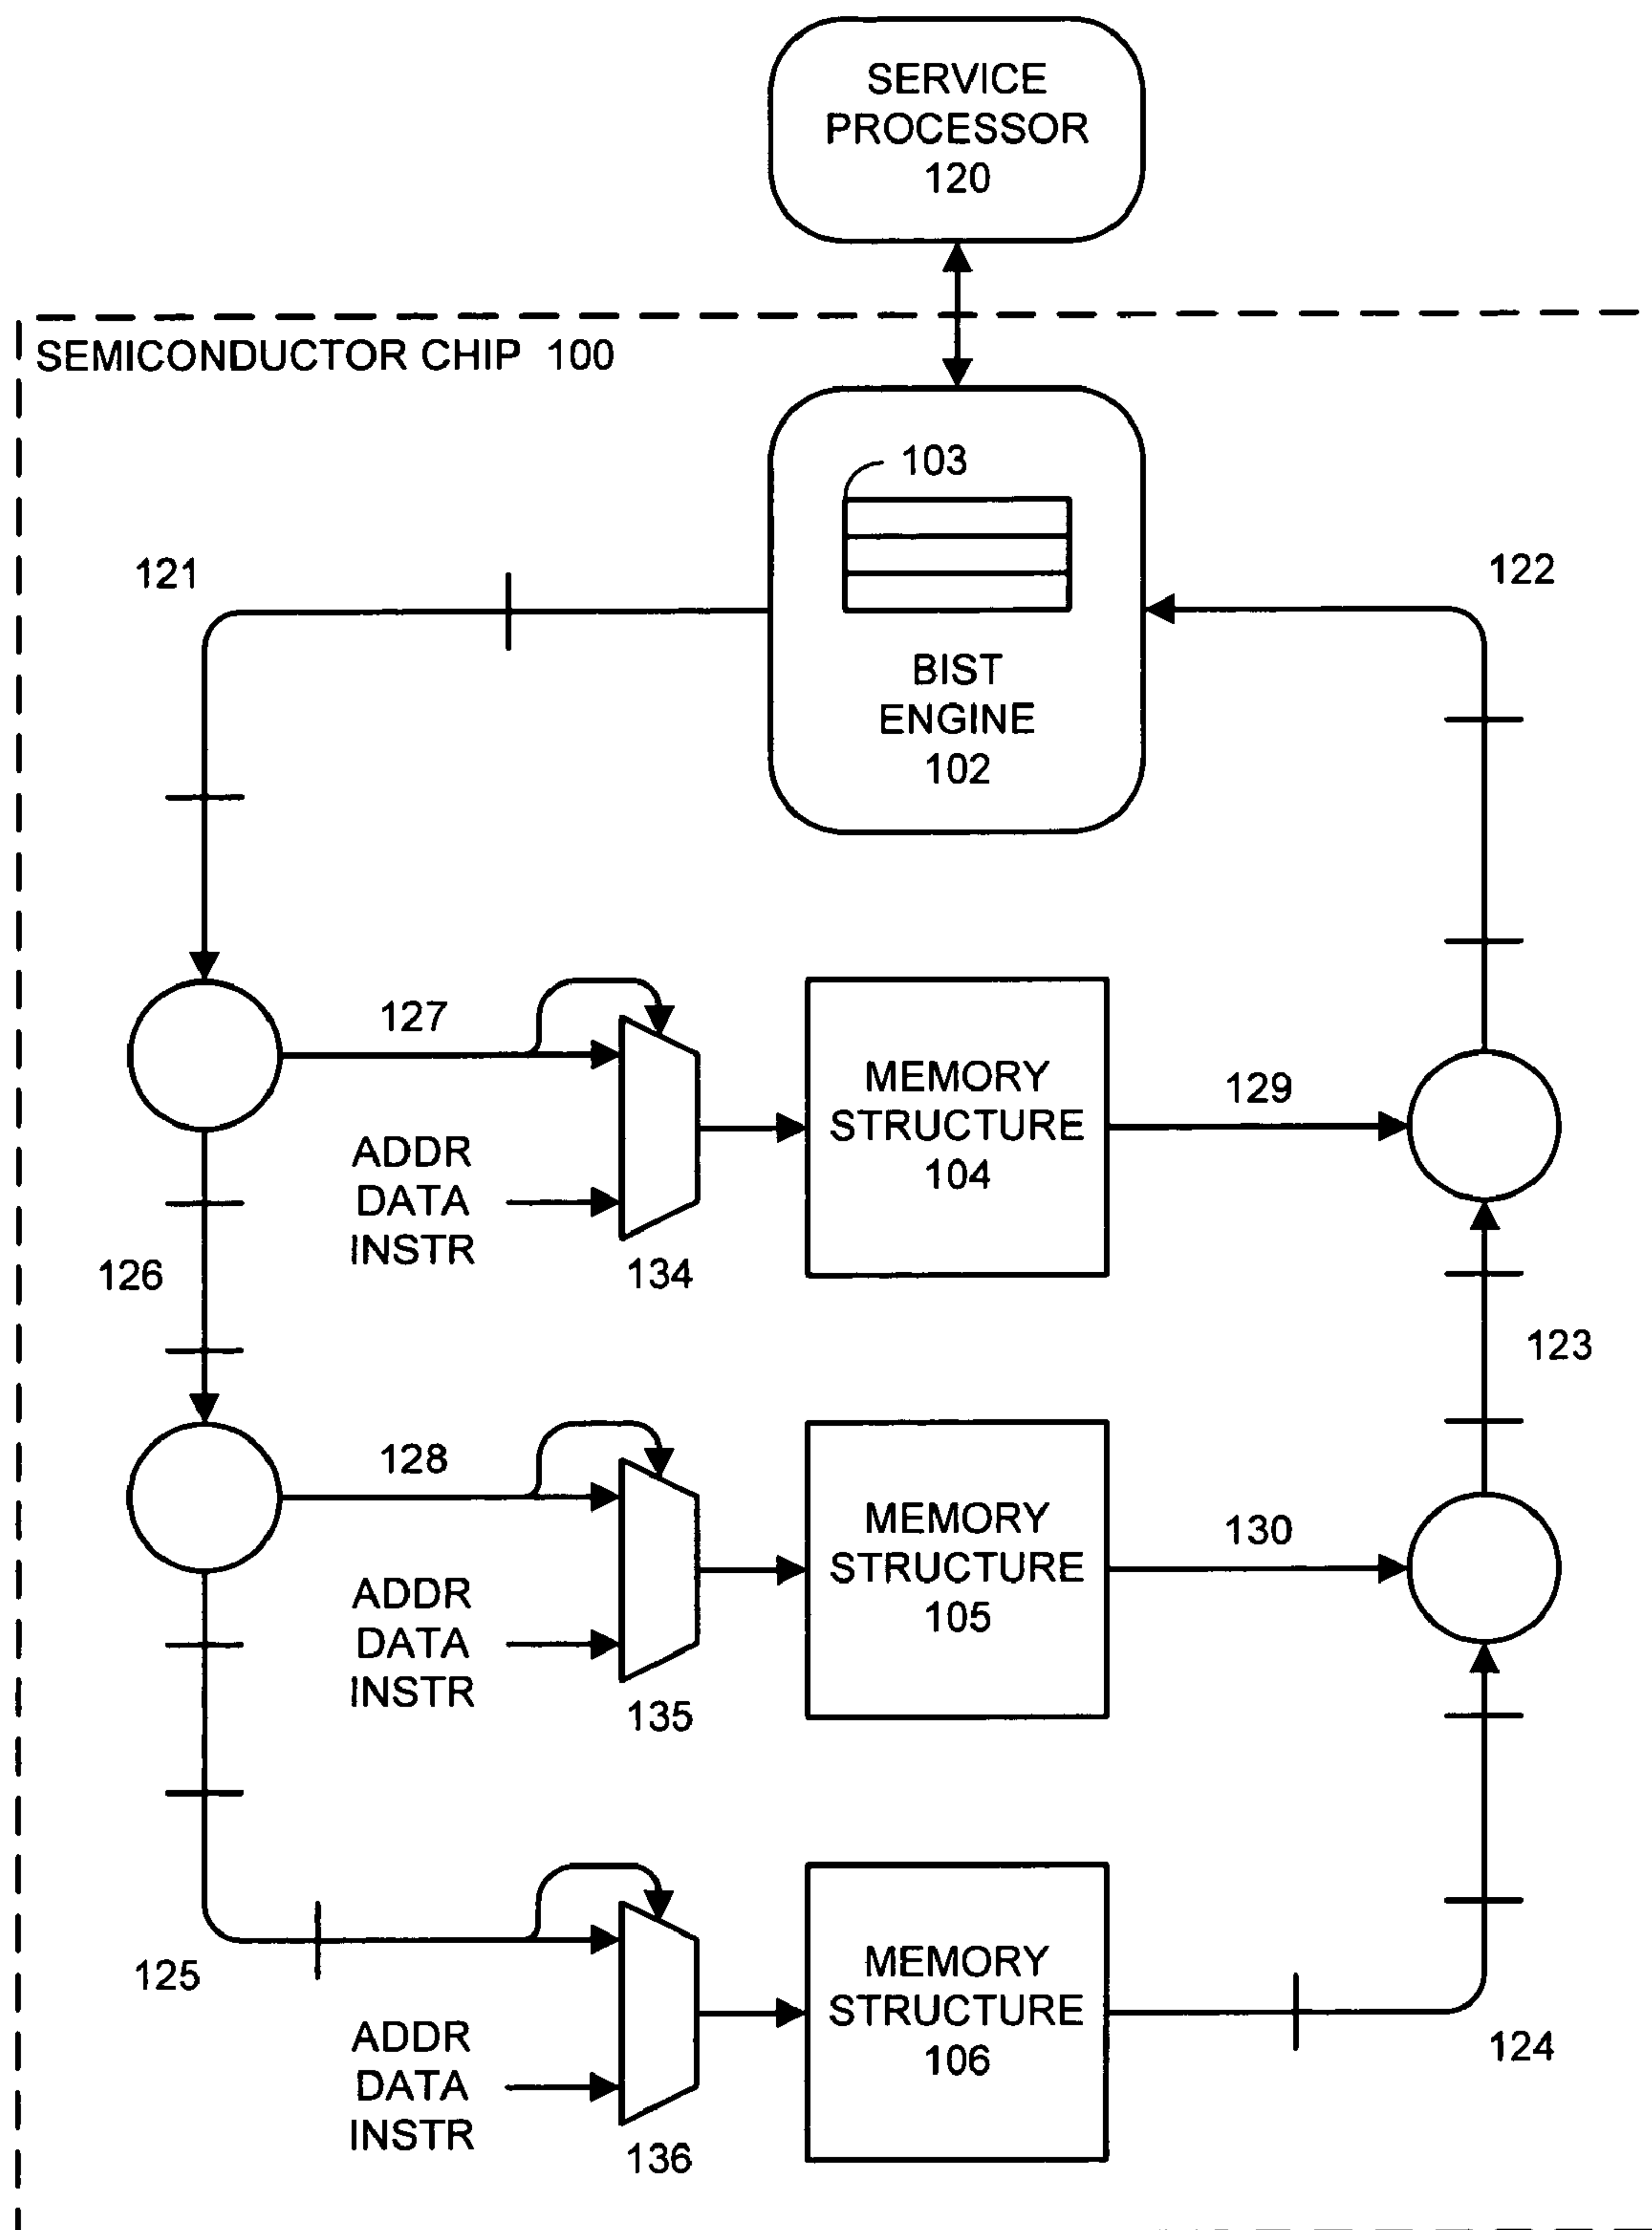 SERVICE
PROCESSOR
120
SEMICONDUCTOR CHIP 100
103
121
122
BIST
ENGINE
102
127
MEMORY
STRUCTURE
104
129
ADDR
DATA
INSTR
134
126
123
128
MEMORY
STRUCTURE
105
130
ADDR
DATA
INSTR
135
125
MEMORY
STRUCTURE
106
124
ADDR
DATA
INSTR
136